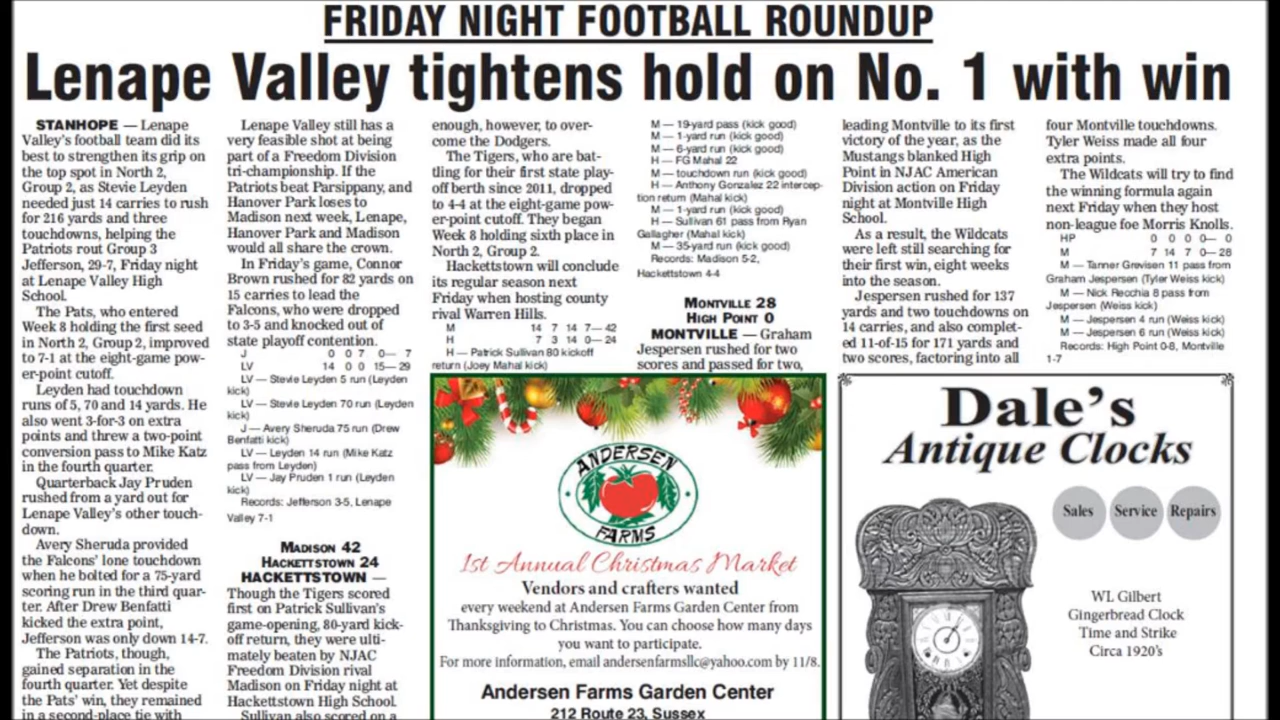 FRIDAY NIGHT FOOTBALL ROUNDUP
Lenape Valley tightens hold on No. 1 with win
STANHOPE — Lenape
Valley's football team did its
best to strengthen its grip on
the top spot in North 2,
Group 2, as Stevie Leyden
needed just 14 carries to rush
for 216 yards and three
touchdowns, helping the
Patriots rout Group 3
Jefferson, 29-7, Friday night
at Lenape Valley High
School.
The Pats, who entered
Week 8 holding the first seed
in North 2, Group 2, improved
to 7-1 at the eight-game pow-
er-point cutoff.
Leyden had touchdown
runs of 5, 70 and 14 yards. He
also went 3-for-3 on extra
points and threw a two-point
conversion pass to Mike Katz
in the fourth quarter.
Quarterback Jay Pruden
rushed from a yard out for
Lenape Valley's other touch-
down.
Avery Sheruda provided
the Falcons' lone touchdown
when he bolted for a 75-yard
scoring run in the third quar-
ter. After Drew Benfatti
kicked the extra point,
Jefferson was only down 14-7.
The Patriots, though,
gained separation in the
fourth quarter. Yet despite
the Pats' win, they remained
in a second-place tie with
Lenape Valley still has a
very feasible shot at being
part of a Freedom Division
tri-championship. If the
Patriots beat Parsippany, and
Hanover Park loses to
Madison next week, Lenape,
Hanover Park and Madison
would all share the crown.
In Friday's game, Connor
Brown rushed for 82 yards on
15 carries to lead the
Falcons, who were dropped
to 3-5 and knocked out of
state playoff contention.
J 0 0 7 0— 7
LV 14 0 0 15— 29
LV — Stevie Leyden 5 run (Leyden
kick)
LV — Stevie Leyden 70 run (Leyden
kick)
J — Avery Sheruda 75 run (Drew
Benfatti kick)
LV — Leyden 14 run (Mike Katz
pass from Leyden)
LV — Jay Pruden 1 run (Leyden
kick)
Records: Jefferson 3-5, Lenape
Valley 7-1
MADISON 42
HACKETTSTOWN 24
HACKETTSTOWN —
Though the Tigers scored
first on Patrick Sullivan's
game-opening, 80-yard kick-
off return, they were ulti-
mately beaten by NJAC
Freedom Division rival
Madison on Friday night at
Hackettstown High School.
Sullivan also scored on a
enough, however, to over-
come the Dodgers.
The Tigers, who are bat-
tling for their first state play-
off berth since 2011, dropped
to 4-4 at the eight-game pow-
er-point cutoff. They began
Week 8 holding sixth place in
North 2, Group 2.
Hackettstown will conclude
its regular season next
Friday when hosting county
rival Warren Hills.
M 14 7 14 7— 42
H 7 3 14 0— 24
H — Patrick Sullivan 80 kickoff
return (Joey Mahal kick)
M — 19-yard pass (kick good)
M — 1-yard run (kick good)
M — 6-yard run (kick good)
H — FG Mahal 22
M — touchdown run (kick good)
H — Anthony Gonzalez 22 intercep-
tion return (Mahal kick)
M — 1-yard run (kick good)
H — Sullivan 61 pass from Ryan
Gallagher (Mahal kick)
M — 35-yard run (kick good)
Records: Madison 5-2,
Hackettstown 4-4
MONTVILLE 28
HIGH POINT 0
MONTVILLE — Graham
Jespersen rushed for two
scores and passed for two,
leading Montville to its first
victory of the year, as the
Mustangs blanked High
Point in NJAC American
Division action on Friday
night at Montville High
School.
As a result, the Wildcats
were left still searching for
their first win, eight weeks
into the season.
Jespersen rushed for 137
yards and two touchdowns on
14 carries, and also complet-
ed 11-of-15 for 171 yards and
two scores, factoring into all
four Montville touchdowns.
Tyler Weiss made all four
extra points.
The Wildcats will try to find
the winning formula again
next Friday when they host
non-league foe Morris Knolls.
HP 0 0 0 0— 0
M 7 14 7 0— 28
M — Tanner Grevisen 11 pass from
Graham Jespersen (Tyler Weiss kick)
M — Nick Recchia 8 pass from
Jespersen (Weiss kick)
M — Jespersen 4 run (Weiss kick)
M — Jespersen 6 run (Weiss kick)
Records: High Point 0-8, Montville
1-7
ANDERSEN
FARMS
1st Annual Christmas Market
Vendors and crafters wanted
every weekend at Andersen Farms Garden Center from
Thanksgiving to Christmas. You can choose how many days
you want to participate.
For more information, email andersenfarmsllc@yahoo.com by 11/8.
Andersen Farms Garden Center
212 Route 23, Sussex
Dale's
Antique Clocks
Sales Service Repairs
WL Gilbert
Gingerbread Clock
Time and Strike
Circa 1920's